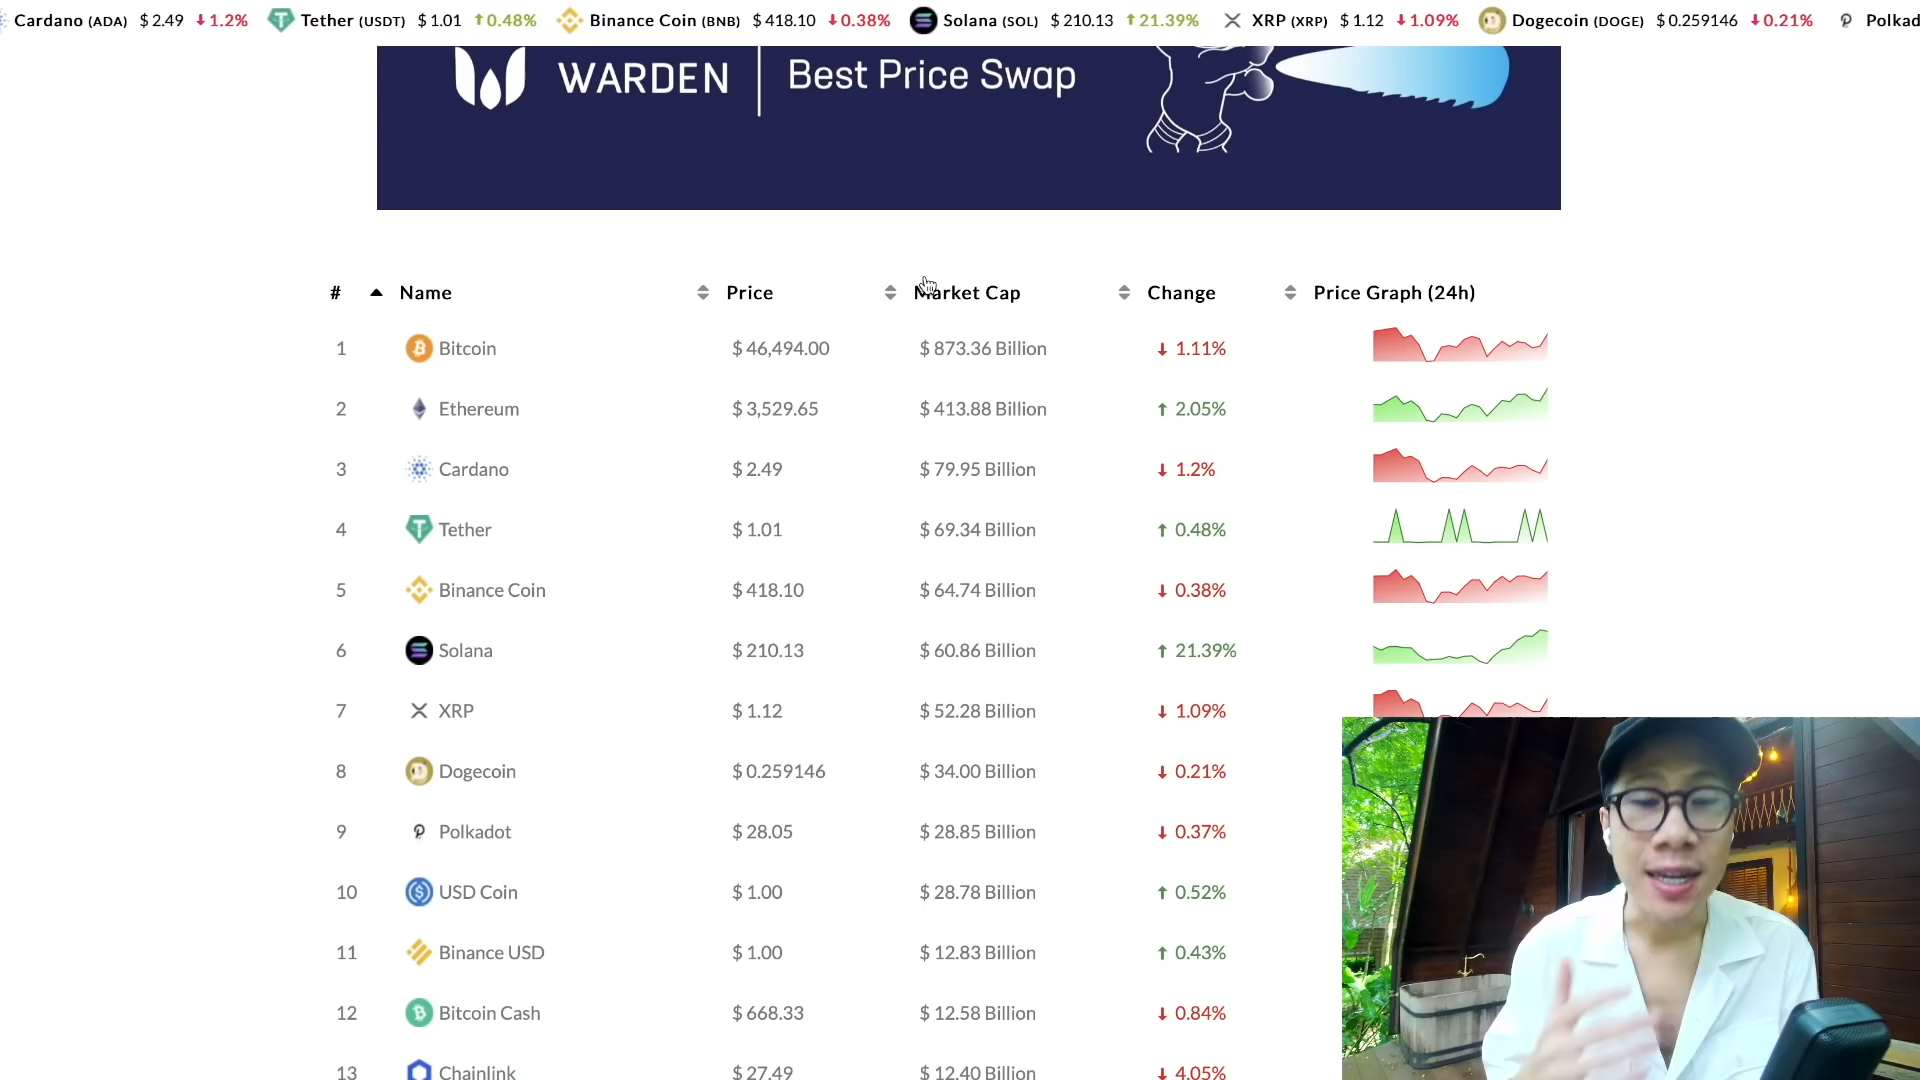 Cardano (ADA) $ 2.49 1.2% Tether (USDT) $ 1.01 0.48% Binance Coin (BNB) $ 418.10 0.38% Solana (SOL) $ 210.13 21.39% XRP (XRP) $ 1.12 1.09% Dogecoin (DOGE) $ 0.259146 0.21% Polkad
WARDEN | Best Price Swap
# Name Price Market Cap Change Price Graph (24h)
1 Bitcoin $ 46,494.00 $ 873.36 Billion 1.11%
2 Ethereum $ 3,529.65 $ 413.88 Billion 2.05%
3 Cardano $ 2.49 $ 79.95 Billion 1.2%
4 Tether $ 1.01 $ 69.34 Billion 0.48%
5 Binance Coin $ 418.10 $ 64.74 Billion 0.38%
6 Solana $ 210.13 $ 60.86 Billion 21.39%
7 XRP $ 1.12 $ 52.28 Billion 1.09%
8 Dogecoin $ 0.259146 $ 34.00 Billion 0.21%
9 Polkadot $ 28.05 $ 28.85 Billion 0.37%
10 USD Coin $ 1.00 $ 28.78 Billion 0.52%
11 Binance USD $ 1.00 $ 12.83 Billion 0.43%
12 Bitcoin Cash $ 668.33 $ 12.58 Billion 0.84%
13 Chainlink $ 27.49 $ 12.40 Billion 4.05%